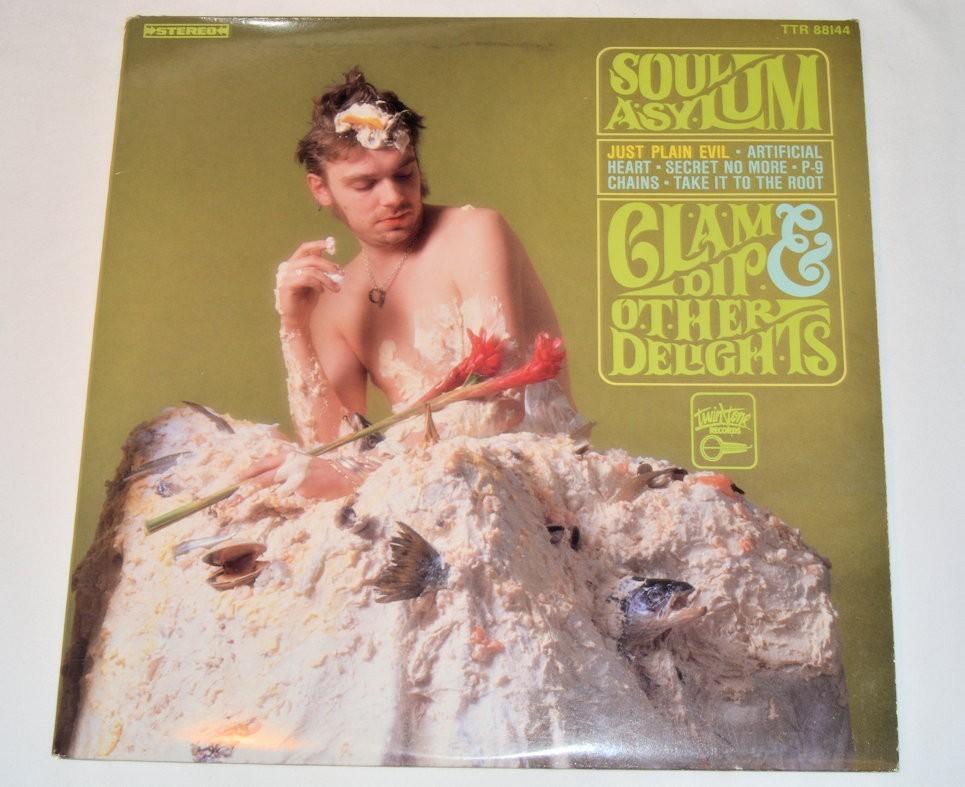 STEREO
TTR 88144
SOUL
ASYLUM
JUST PLAIN EVIL · ARTIFICIAL
HEART · SECRET NO MORE · P-9
CHAINS · TAKE IT TO THE ROOT
CLAM
DIP &
OTHER
DELIGHTS
Twin/Tone
RECORDS